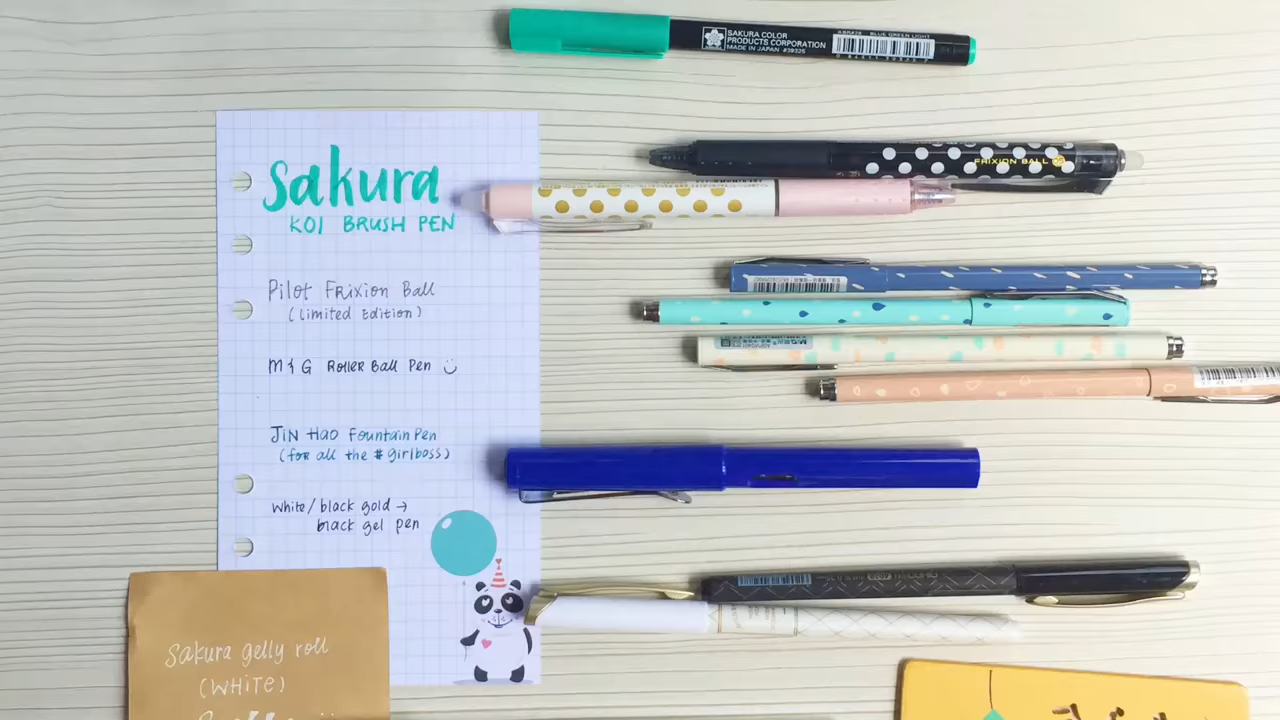 SAKURA COLOR
PRODUCTS CORPORATION
MADE IN JAPAN #39325
BLUE GREEN LIGHT
FRIXION BALL
Sakura
KOI BRUSH PEN
Pilot Frixion Ball
(Limited Edition)
M & G Roller Ball Pen
Jin Hao Fountain Pen
(for all the #girlboss)
White/black gold →
black gel pen
Sakura gelly roll
(WHITE)